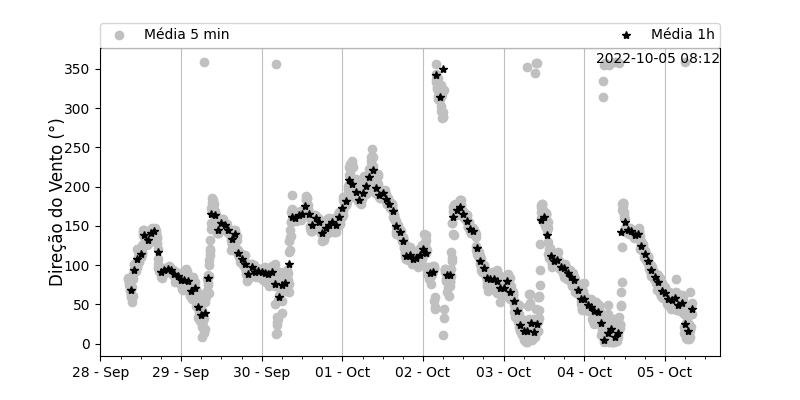 Média 5 min
Média 1h
2022-10-05 08:12
Direção do Vento (°)
350
300
250
200
150
100
50
0
28 - Sep
29 - Sep
30 - Sep
01 - Oct
02 - Oct
03 - Oct
04 - Oct
05 - Oct